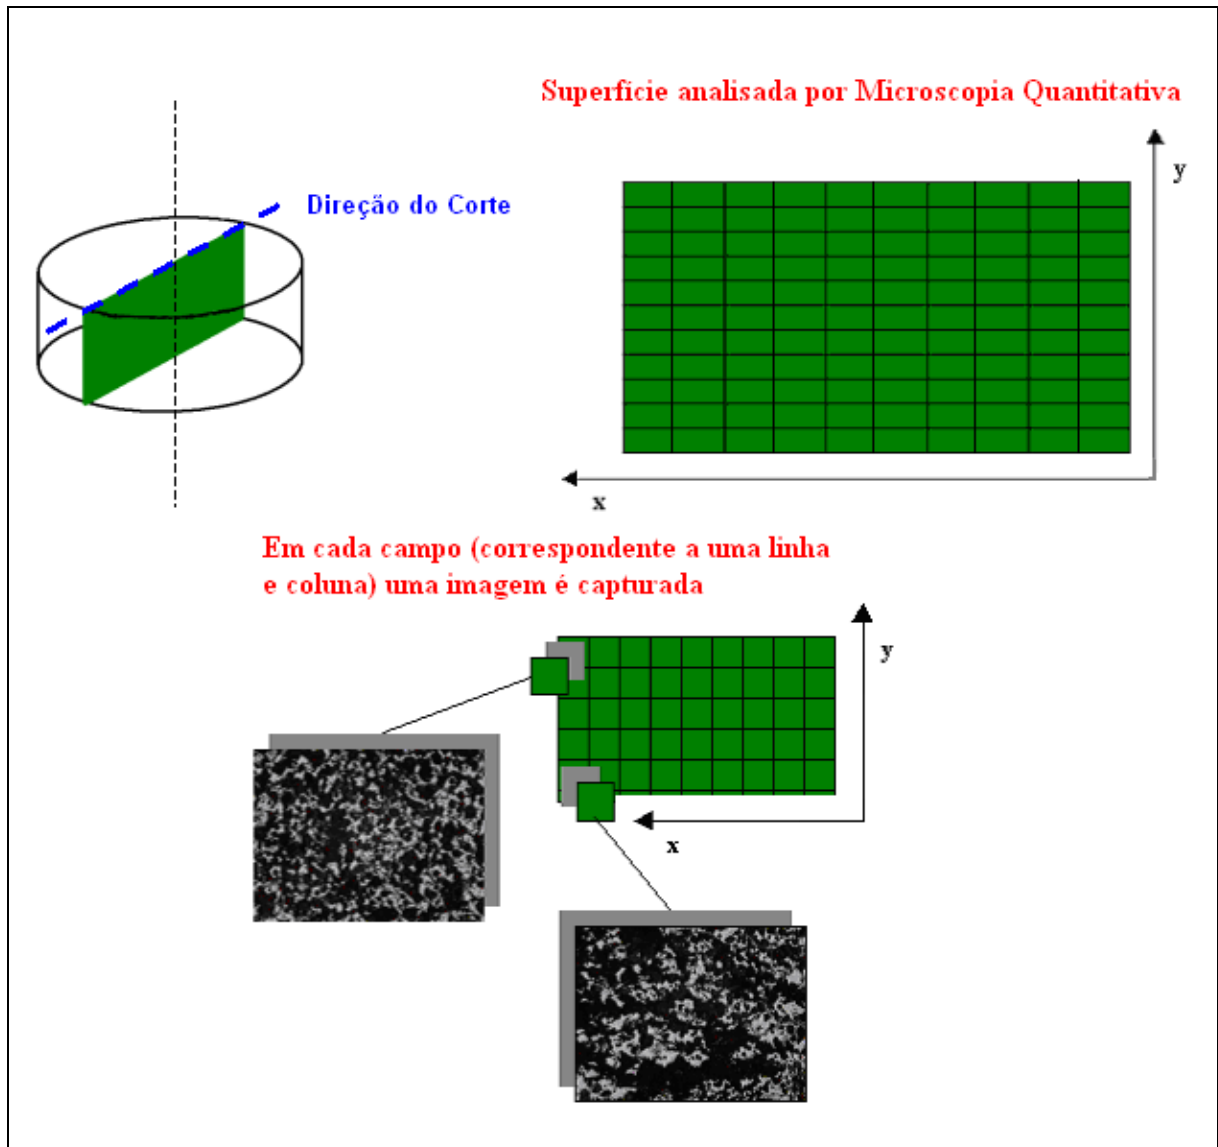 Superfície analisada por Microscopia Quantitativa
y
Direção do Corte
x
Em cada campo (correspondente a uma linha
e coluna) uma imagem é capturada
y
x